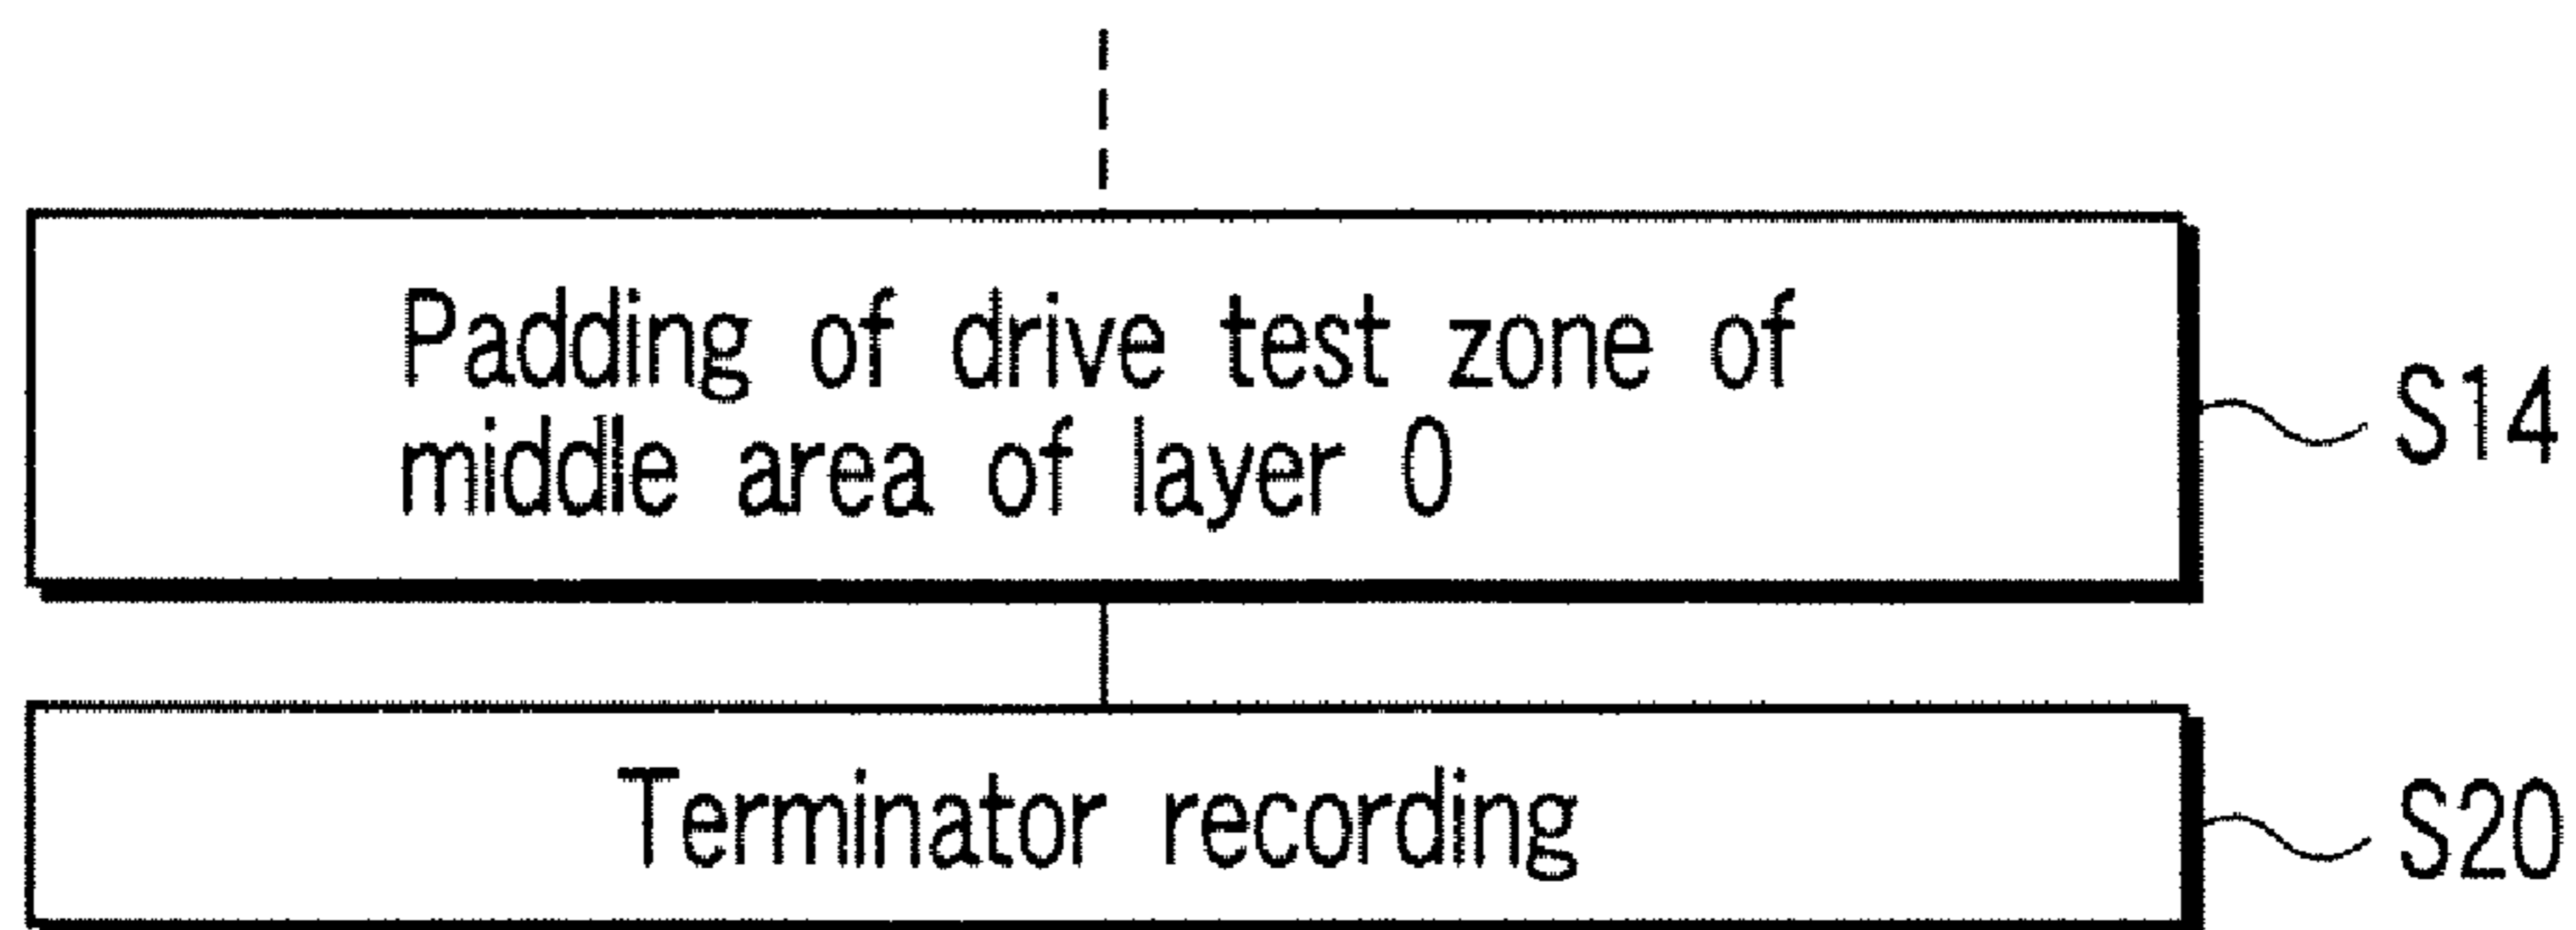 Padding of drive test zone of
middle area of layer 0
S14
Terminator recording
S20